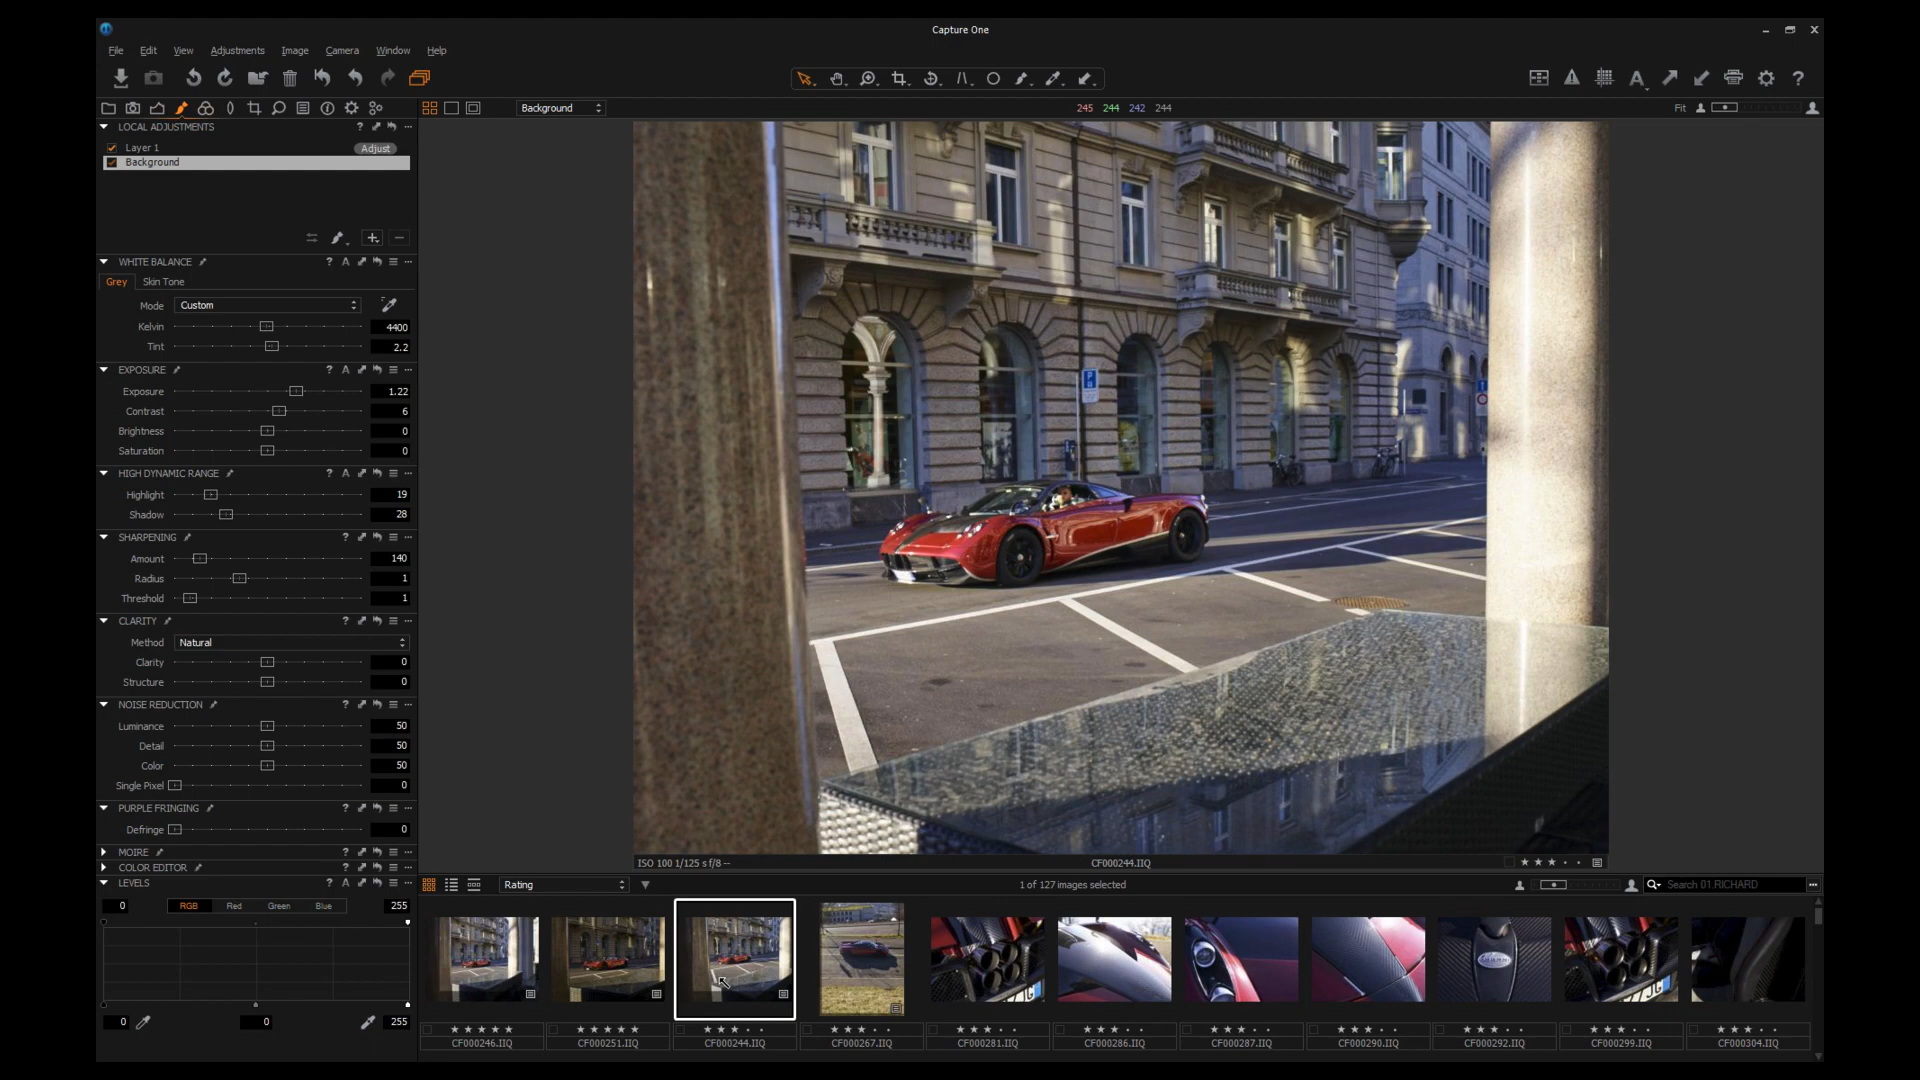 Capture One
File Edit View Adjustments Image Camera Window Help
Background
245 244 242 244
Fit
LOCAL ADJUSTMENTS ?
Layer 1 Adjust
Background
WHITE BALANCE ? A
Grey Skin Tone
Mode Custom
Kelvin 4400
Tint 2.2
EXPOSURE ? A
Exposure 1.22
Contrast 6
Brightness 0
Saturation 0
HIGH DYNAMIC RANGE ? A
Highlight 19
Shadow 28
SHARPENING ?
Amount 140
Radius 1
Threshold 1
CLARITY ?
Method Natural
Clarity 0
Structure 0
NOISE REDUCTION ?
Luminance 50
Detail 50
Color 50
Single Pixel 0
PURPLE FRINGING ?
Defringe 0
MOIRE ?
COLOR EDITOR ?
LEVELS ? A
0 RGB Red Green Blue 255
0 0 255
P
ISO 100 1/125 s f/8 --
CF000244.IIQ
Rating
1 of 127 images selected
Search 01.RICHARD
CF000246.IIQ
CF000251.IIQ
CF000244.IIQ
CF000267.IIQ
CF000281.IIQ
CF000286.IIQ
CF000287.IIQ
CF000290.IIQ
CF000292.IIQ
CF000299.IIQ
CF000304.IIQ